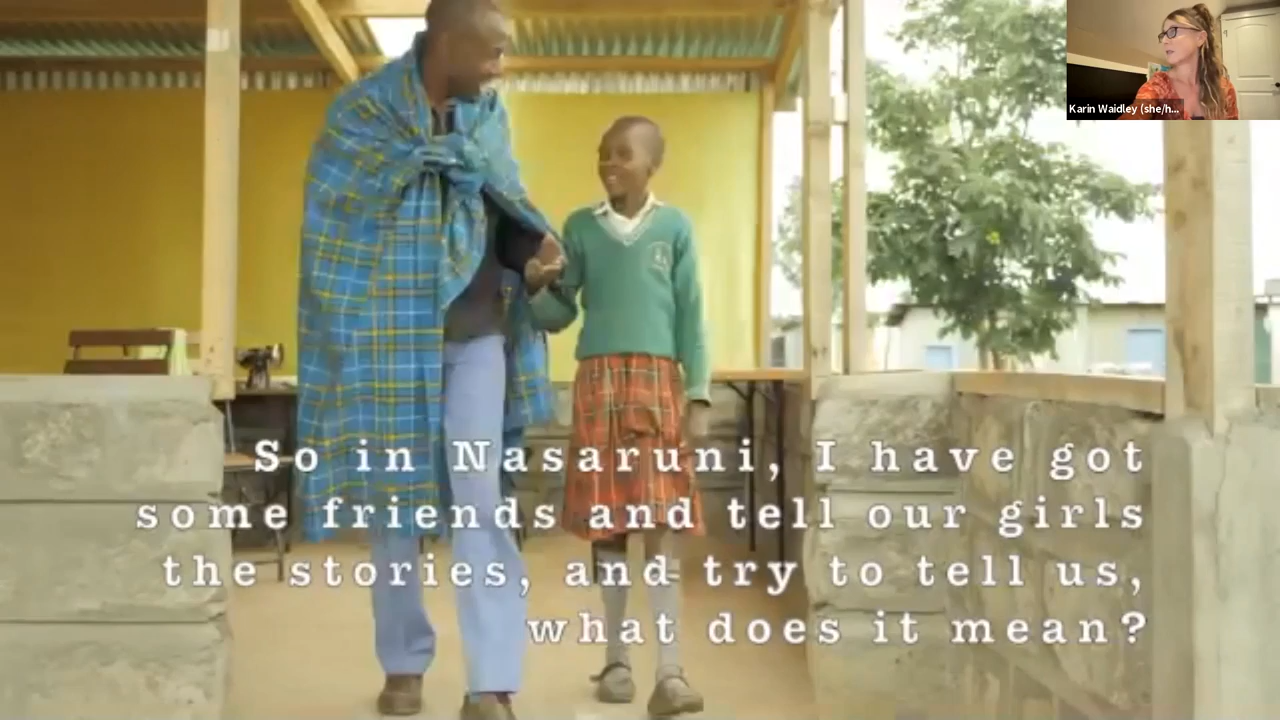 Karin Waidley (she/h...
So in Nasaruni, I have got
some friends and tell our girls
the stories, and try to tell us,
what does it mean?